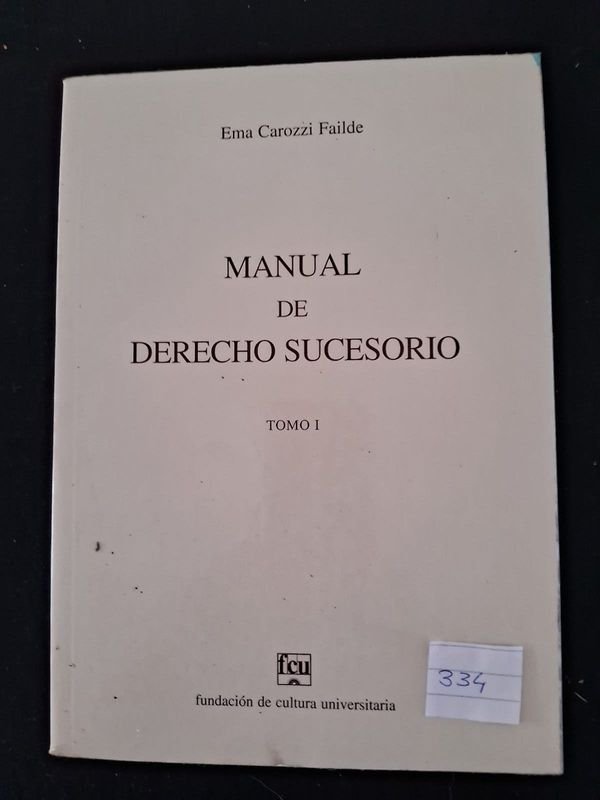 Ema Carozzi Failde
MANUAL
DE
DERECHO SUCESORIO
TOMO I
fcu
fundación de cultura universitaria
334